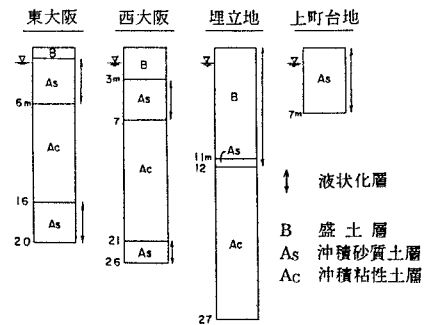 東大阪
西大阪
埋立地
上町台地
B
As
6m
Ac
16
As
20
B
3m
As
7
Ac
21
As
26
B
As
11m
12
Ac
27
As
7m
液状化層
B 盛土層
As 沖積砂質土層
Ac 沖積粘性土層